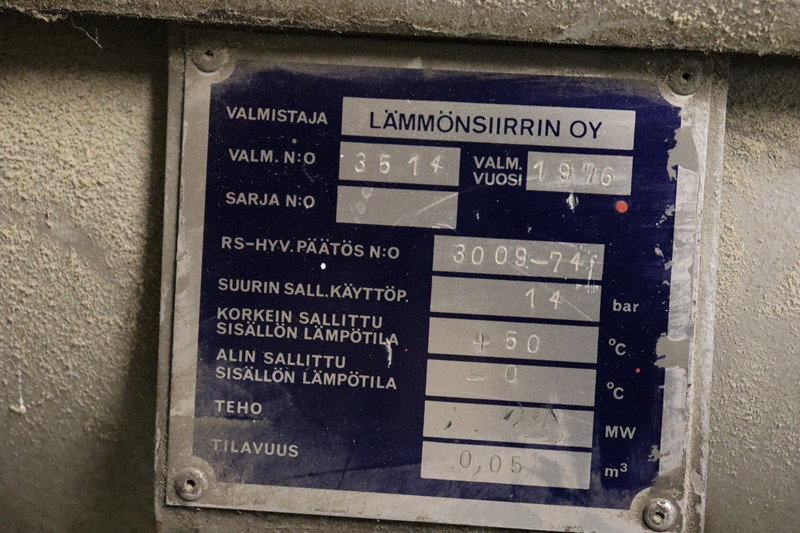 VALMISTAJA LÄMMÖNSIIRRIN OY
VALM. N:O 3514 VALM. VUOSI 1976
SARJA N:O
RS-HYV. PÄÄTÖS N:O 3009-74
SUURIN SALL. KÄYTTÖP. 14 bar
KORKEIN SALLITTU
SISÄLLÖN LÄMPÖTILA +50 °C
ALIN SALLITTU
SISÄLLÖN LÄMPÖTILA - 0 °C
TEHO MW
TILAVUUS 0,05 m³